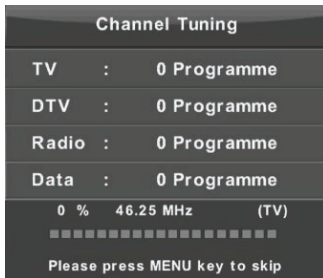 Channel Tuning
TV : 0 Programme
DTV : 0 Programme
Radio : 0 Programme
Data : 0 Programme
0 % 46.25 MHz (TV)
Please press MENU key to skip